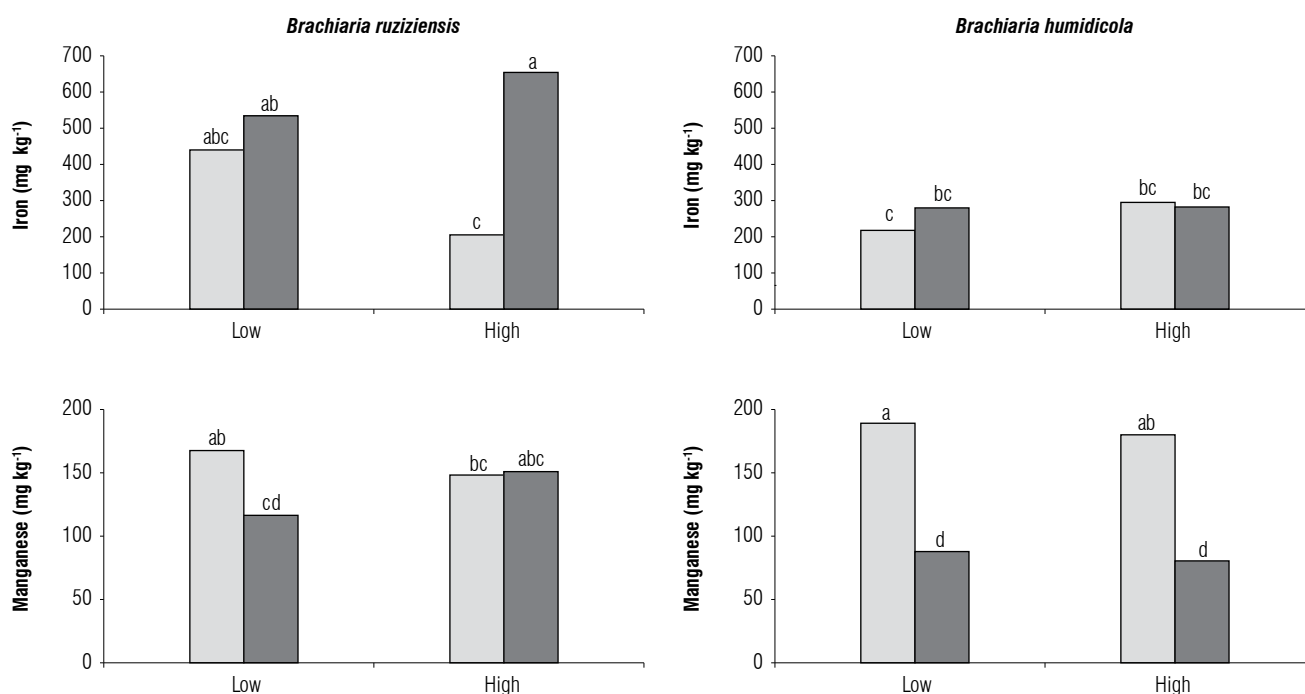 Brachiaria ruziziensis
Iron (mg kg-1)
700
600
500
400
300
200
100
0
abc
ab
c
a
Low
High
Brachiaria humidicola
Iron (mg kg-1)
700
600
500
400
300
200
100
0
c
bc
bc
bc
Low
High
Manganese (mg kg-1)
200
150
100
50
0
ab
cd
bc
abc
Low
High
Manganese (mg kg-1)
200
150
100
50
0
a
d
ab
d
Low
High